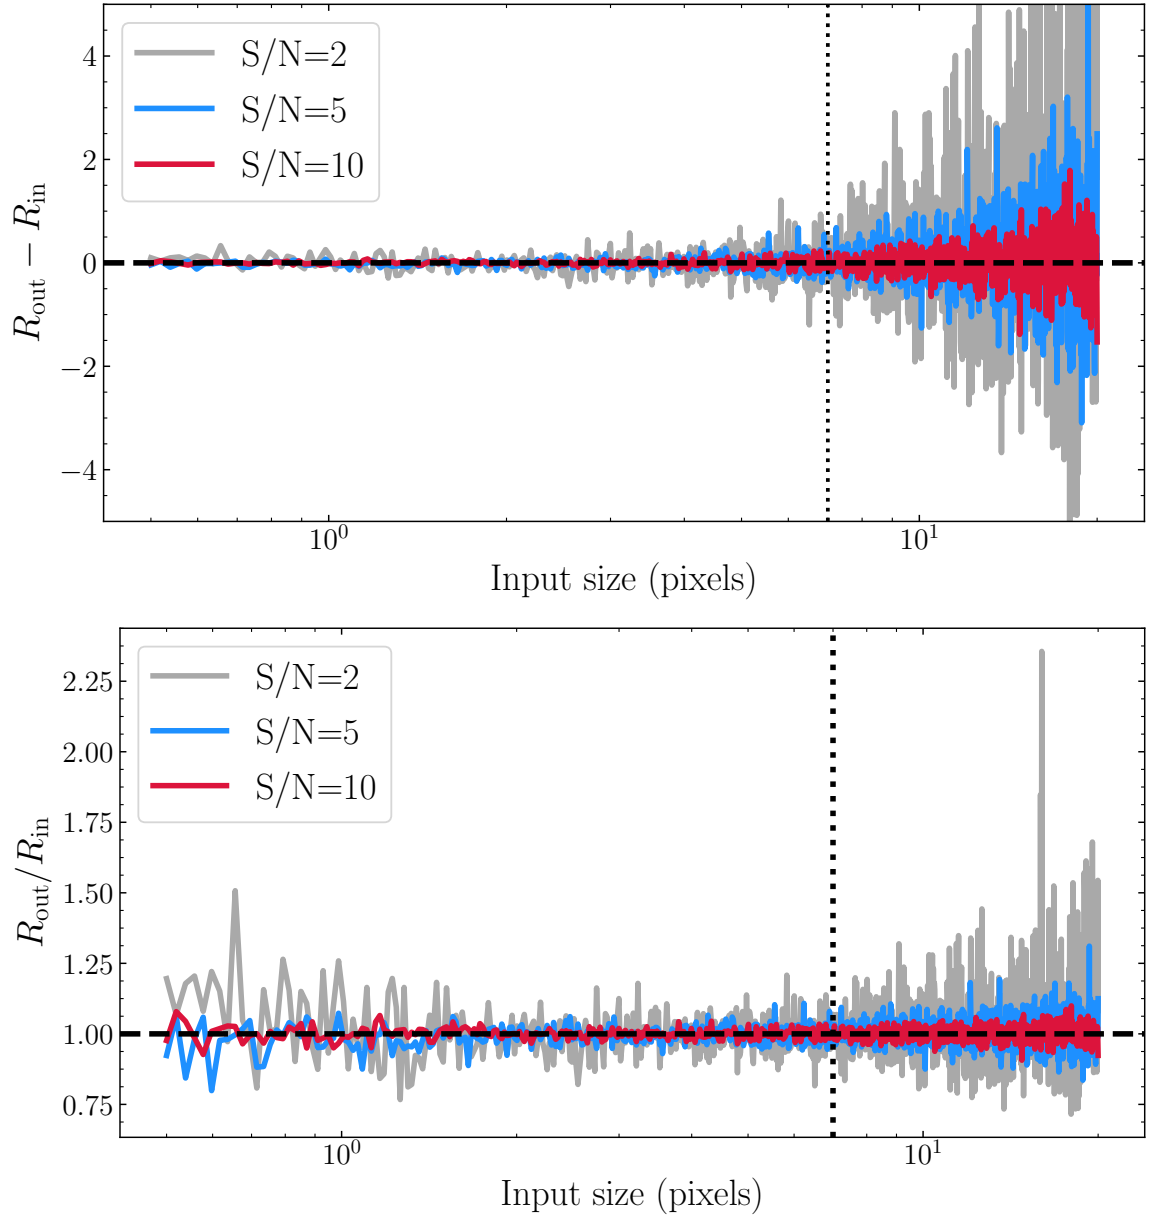 S/N=2
S/N=5
S/N=10
4
2
0
−2
−4
R_out − R_in
10^0
10^1
Input size (pixels)
S/N=2
S/N=5
S/N=10
2.25
2.00
1.75
1.50
1.25
1.00
0.75
R_out/R_in
10^0
10^1
Input size (pixels)